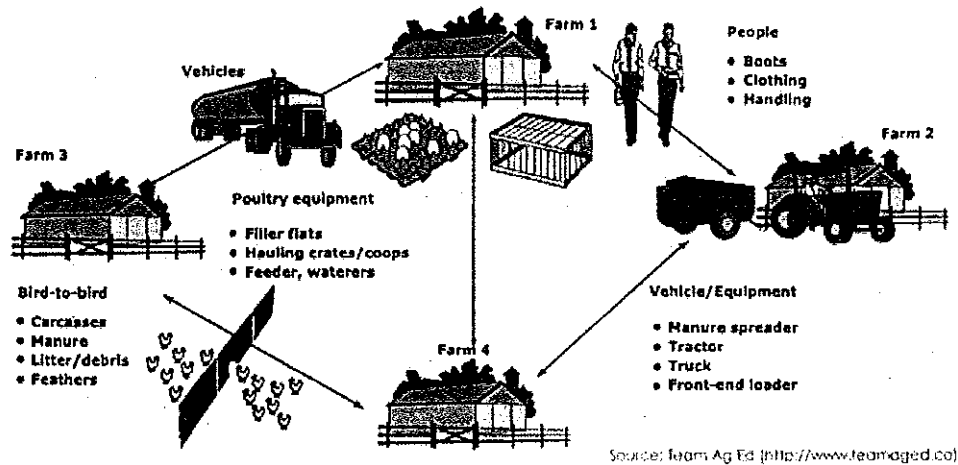 Farm 1
People
• Boots
• Clothing
• Handling
Vehicles
Farm 3
Farm 2
Poultry equipment
• Filler flats
• Hauling crates/coops
• Feeder, waterers
Bird-to-bird
• Carcasses
• Manure
• Litter/debris
• Feathers
Vehicle/Equipment
• Manure spreader
• Tractor
• Truck
• Front-end loader
Farm 4
Source: Team Ag Ed (http://www.teamaged.co)